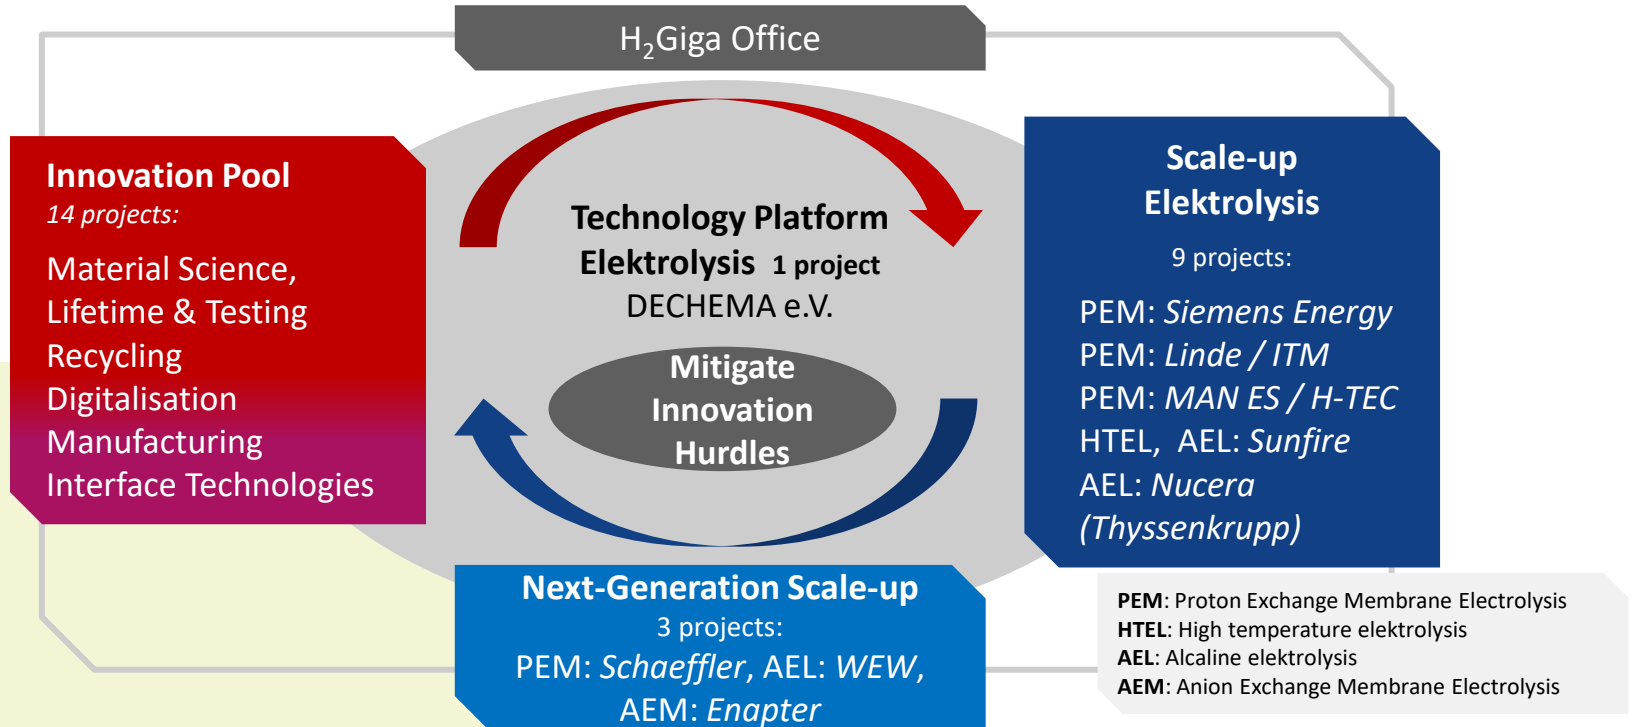 H₂Giga Office
Innovation Pool
14 projects:
Material Science,
Lifetime & Testing
Recycling
Digitalisation
Manufacturing
Interface Technologies
Technology Platform
Elektrolysis 1 project
DECHEMA e.V.
Mitigate
Innovation
Hurdles
Scale-up
Elektrolysis
9 projects:
PEM: Siemens Energy
PEM: Linde / ITM
PEM: MAN ES / H-TEC
HTEL, AEL: Sunfire
AEL: Nucera
(Thyssenkrupp)
Next-Generation Scale-up
3 projects:
PEM: Schaeffler, AEL: WEW,
AEM: Enapter
PEM: Proton Exchange Membrane Electrolysis
HTEL: High temperature elektrolysis
AEL: Alcaline elektrolysis
AEM: Anion Exchange Membrane Electrolysis